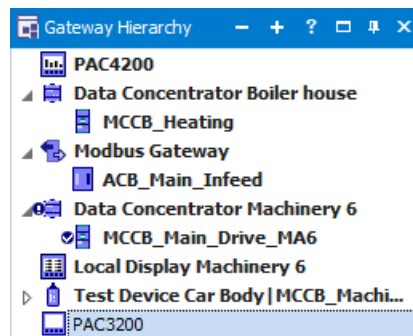 Gateway Hierarchy
PAC4200
Data Concentrator Boiler house
MCCB_Heating
Modbus Gateway
ACB_Main_Infeed
Data Concentrator Machinery 6
MCCB_Main_Drive_MA6
Local Display Machinery 6
Test Device Car Body|MCCB_Machi...
PAC3200